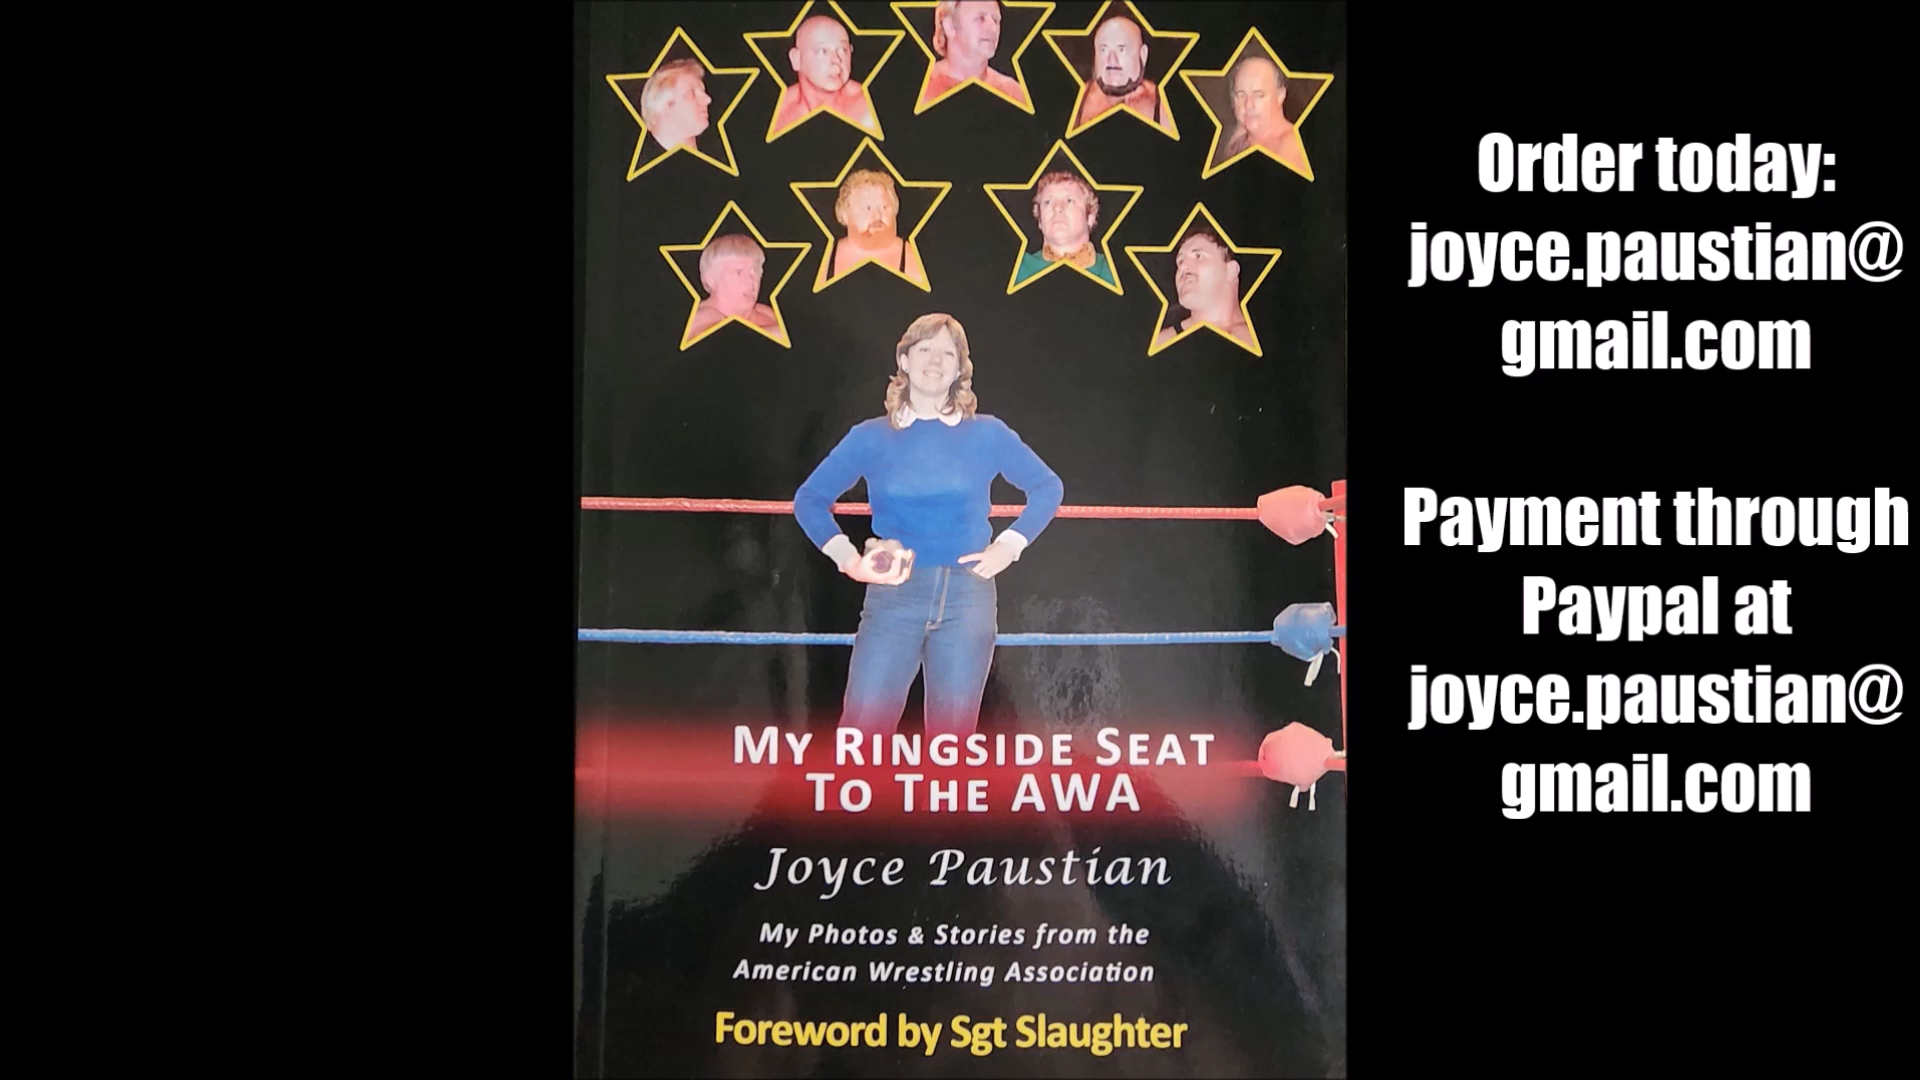 MY RINGSIDE SEAT
TO THE AWA
Joyce Paustian
My Photos & Stories from the
American Wrestling Association
Foreword by Sgt Slaughter
Order today:
joyce.paustian@
gmail.com
Payment through
Paypal at
joyce.paustian@
gmail.com